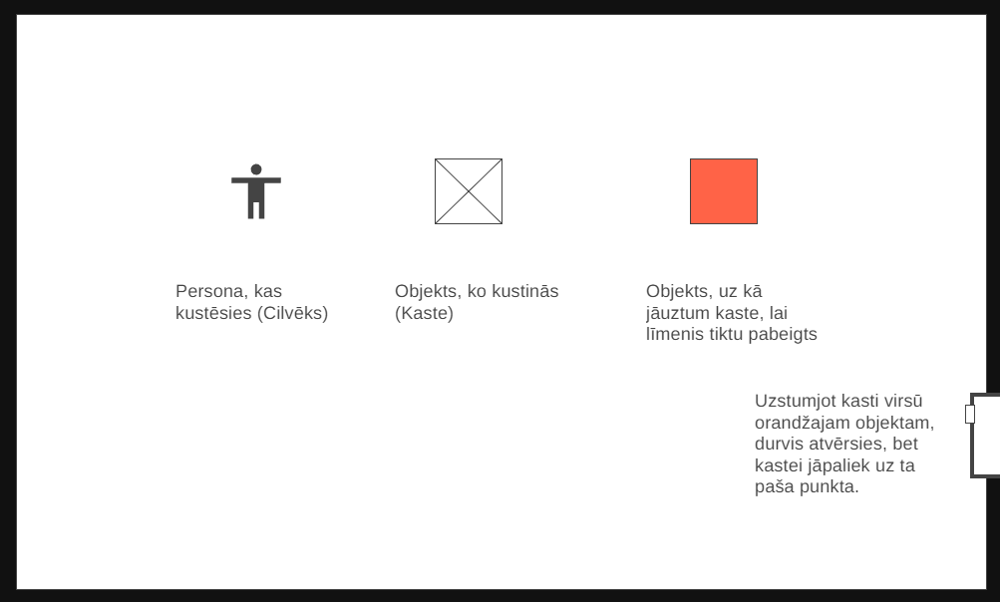 Persona, kas
kustēsies (Cilvēks)
Objekts, ko kustinās
(Kaste)
Objekts, uz kā
jāuztum kaste, lai
līmenis tiktu pabeigts
Uzstumjot kasti virsū
orandžajam objektam,
durvis atvērsies, bet
kastei jāpaliek uz ta
paša punkta.